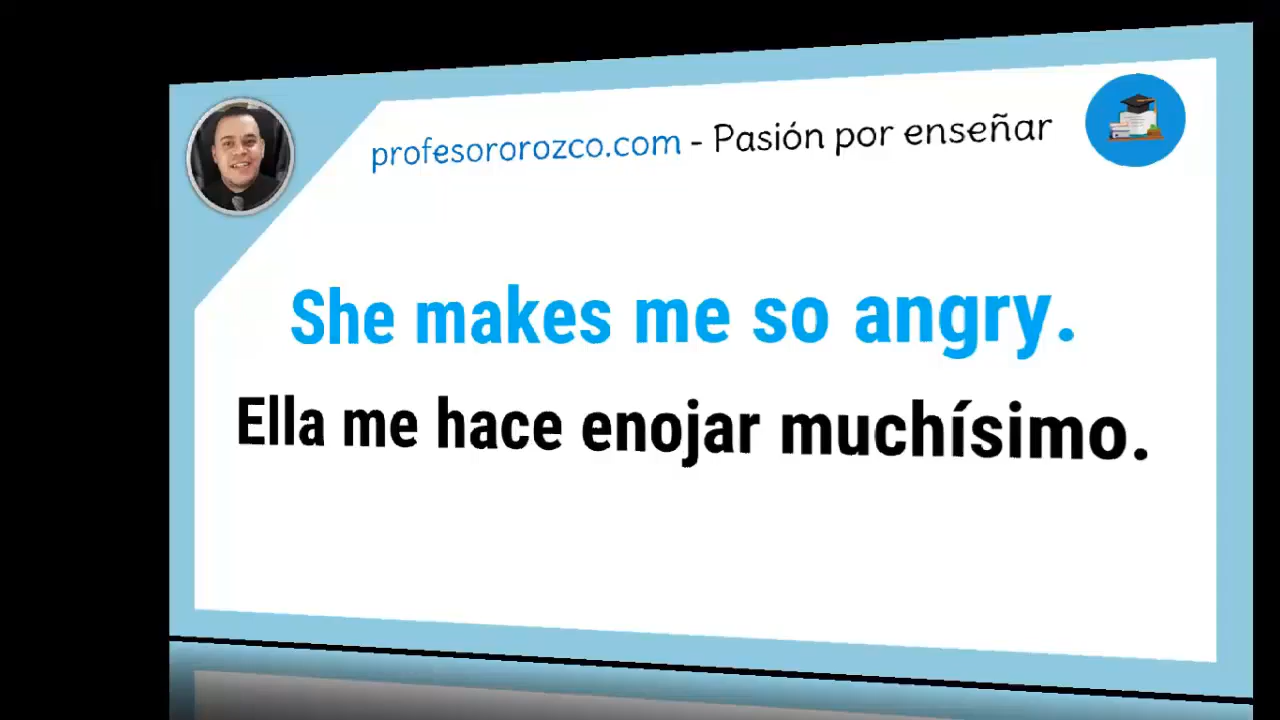 profesororozco.com - Pasión por enseñar
She makes me so angry.
Ella me hace enojar muchísimo.